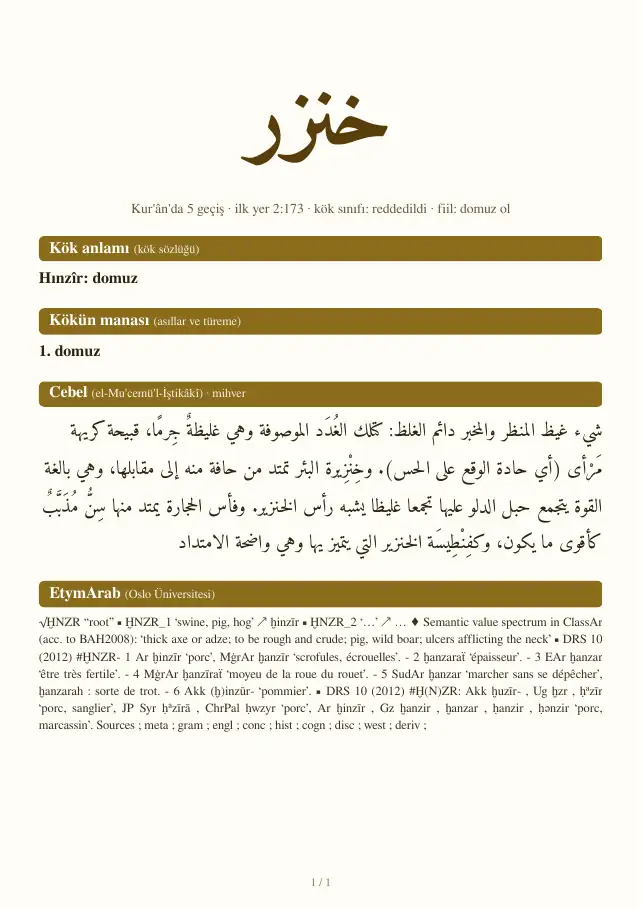 خنزر
Kur'ân'da 5 geçiş · ilk yer 2:173 · kök sınıfı: reddedildi · fiil: domuz ol
Kök anlamı (kök sözlüğü)
Hınzîr: domuz
Kökün manası (asıllar ve türeme)
1. domuz
Cebel (el-Mu'cemü'l-İştikâkî) · mihver
شيء غيظ المنظر والمخبر دائم الغلظ: كتلك الغُدَد الموصوفة وهي غليظةٌ جِرمًا، قبيحة كريهة
مَرْأى (أي حادة الوقع على الحس). وخِنْزِيرة البئر تمتد من حافة منه إلى مقابلها، وهي بالغة
القوة يتجمع حبل الدلو عليها تجمعا غليظا يشبه رأس الخنزير. وفأس الحجارة يمتد منها سِنٌّ مُذَبَّبٌ
كأقوى ما يكون، وكفِنْطِيسَة الخنزير التي يتميز بها وهي واضحة الامتداد
EtymArab (Oslo Üniversitesi)
√ḪNZR “root” ▪ ḪNZR_1 ‘swine, pig, hog’ ↗ ḫinzīr ▪ ḪNZR_2 ‘…’ ↗ … ♦ Semantic value spectrum in ClassAr
(acc. to BAH2008): ‘thick axe or adze; to be rough and crude; pig, wild boar; ulcers afflicting the neck’ ▪ DRS 10
(2012) #ḪNZR- 1 Ar ḫinzīr ‘porc’, MġrAr ḫanzīr ‘scrofules, écrouelles’. - 2 ḫanzaraẗ ‘épaisseur’. - 3 EAr ḫanzar
‘être très fertile’. - 4 MġrAr ḫanzīraẗ ‘moyeu de la roue du rouet’. - 5 SudAr ḫanzar ‘marcher sans se dépêcher’,
ḫanzarah : sorte de trot. - 6 Akk (ḫ)inzūr- ‘pommier’. ▪ DRS 10 (2012) #Ḫ(N)ZR: Akk ḫuzīr- , Ug ḫzr , ḥᵃzīr
‘porc, sanglier’, JP Syr ḥᵃzīrā , ChrPal ḥwzyr ‘porc’, Ar ḫinzīr , Gz ḫanzir , ḫanzar , ḥanzir , ḥənzir ‘porc,
marcassin’. Sources ; meta ; gram ; engl ; conc ; hist ; cogn ; disc ; west ; deriv ;
1 / 1